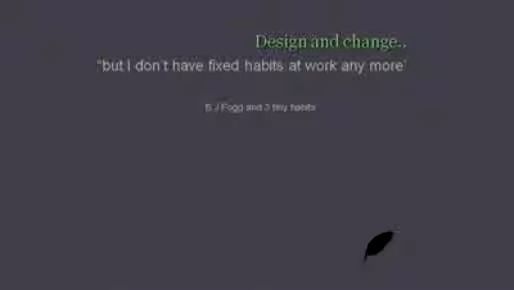 Design and change..
"but I don't have fixed habits at work any more'
B J Fogg and 3 tiny habits